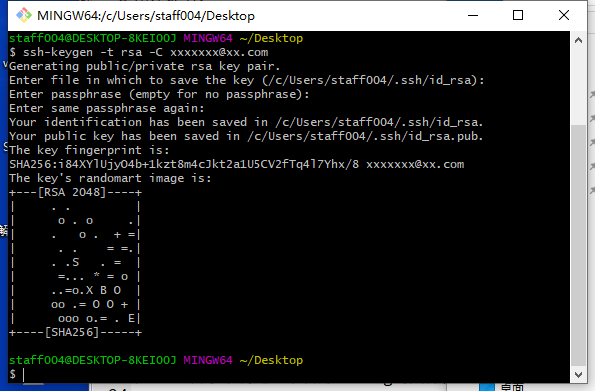 MINGW64:/c/Users/staff004/Desktop
staff004@DESKTOP-8KEIOOJ MINGW64 ~/Desktop
$ ssh-keygen -t rsa -C xxxxxxx@xx.com
Generating public/private rsa key pair.
Enter file in which to save the key (/c/Users/staff004/.ssh/id_rsa):
Enter passphrase (empty for no passphrase):
Enter same passphrase again:
Your identification has been saved in /c/Users/staff004/.ssh/id_rsa.
Your public key has been saved in /c/Users/staff004/.ssh/id_rsa.pub.
The key fingerprint is:
SHA256:i84XYlUjyO4b+1kzt8m4cJkt2a1U5CV2fTq4l7Yhx/8 xxxxxxx@xx.com
The key's randomart image is:
+---[RSA 2048]----+
|     . .         |
|      o . o     .|
|     .   o .  + =|
|      . .    = =.|
|     . .S   . =  |
|      =... * = o |
|     ..=o.X B O  |
|     oo .= O O + |
|      ooo o.= . E|
+----[SHA256]-----+
staff004@DESKTOP-8KEIOOJ MINGW64 ~/Desktop
$
桌面